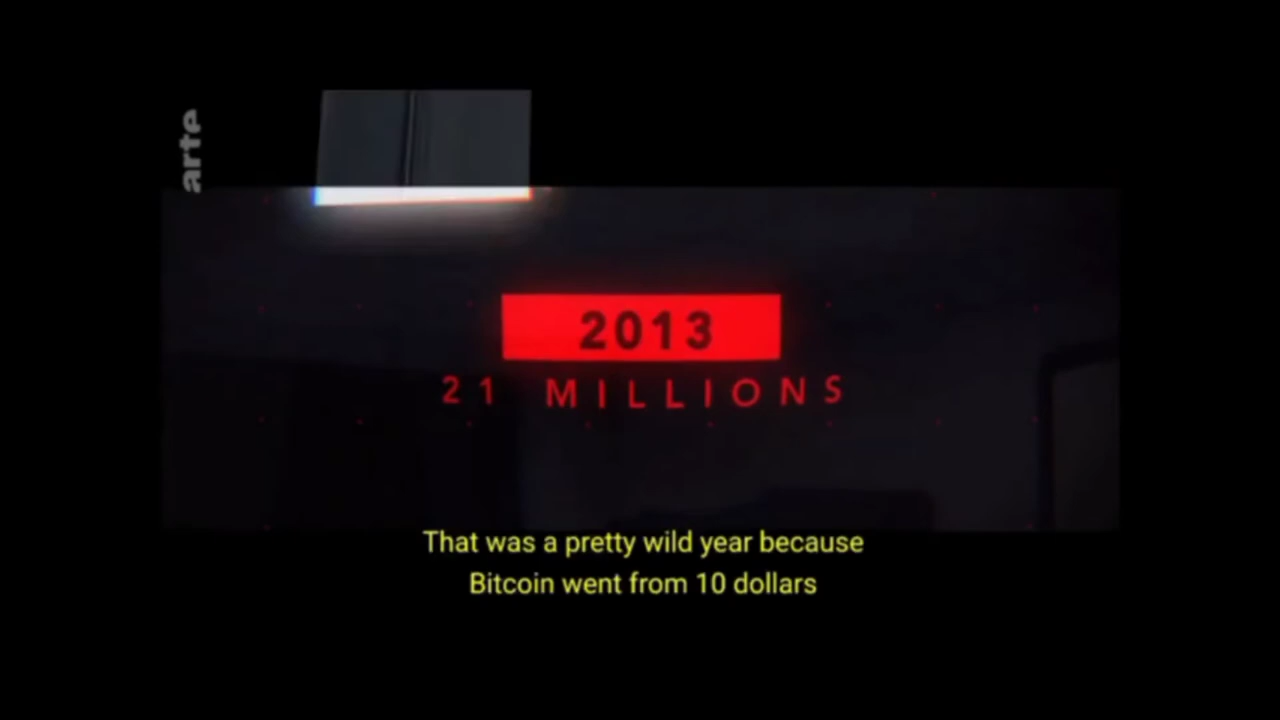 arte
2013
21 MILLIONS
That was a pretty wild year because
Bitcoin went from 10 dollars